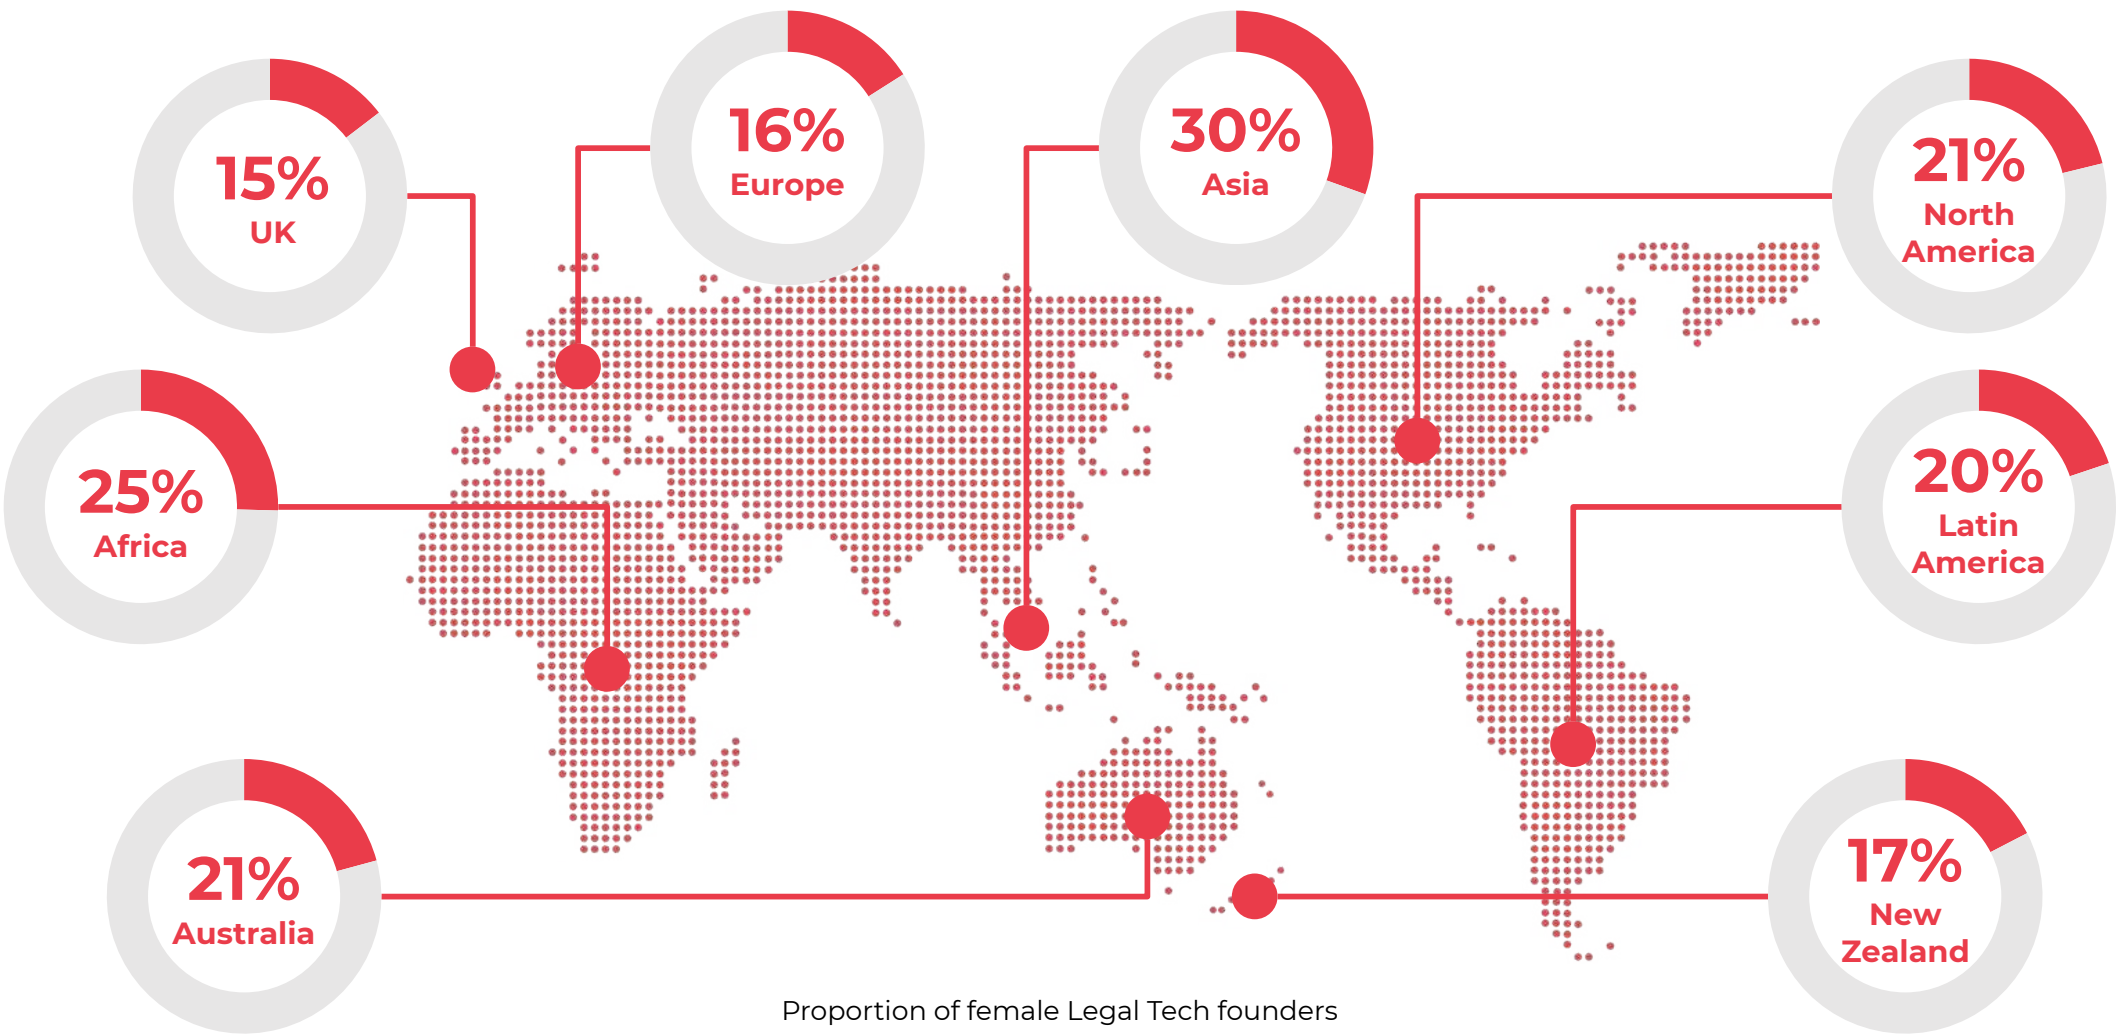 15%
UK
16%
Europe
30%
Asia
21%
North
America
25%
Africa
20%
Latin
America
21%
Australia
17%
New
Zealand
Proportion of female Legal Tech founders